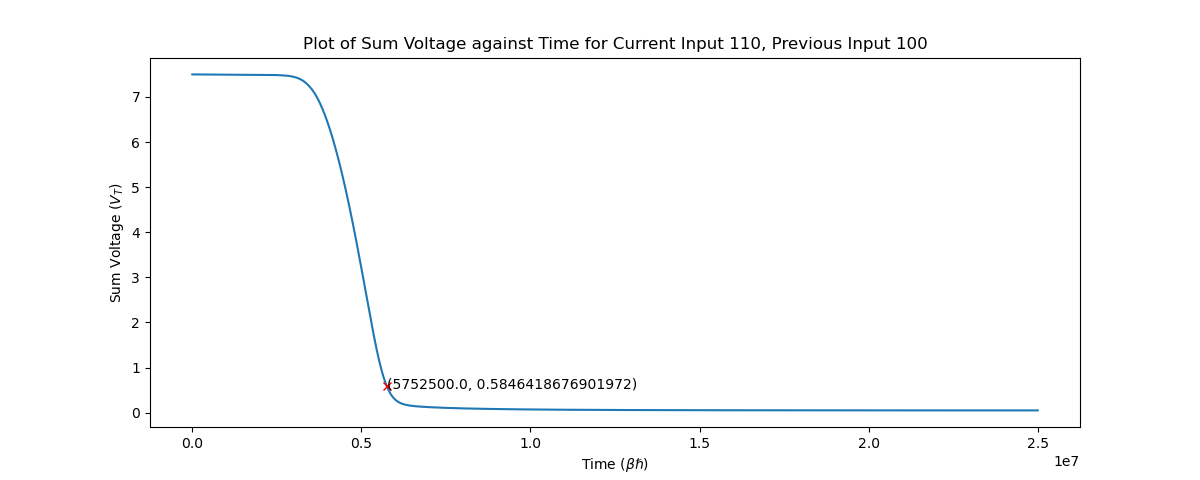 Plot of Sum Voltage against Time for Current Input 110, Previous Input 100
Sum Voltage (V_T)
7
6
5
4
3
2
1
0
(5752500.0, 0.5846418676901972)
0.0 0.5 1.0 1.5 2.0 2.5
1e7
Time (βℏ)